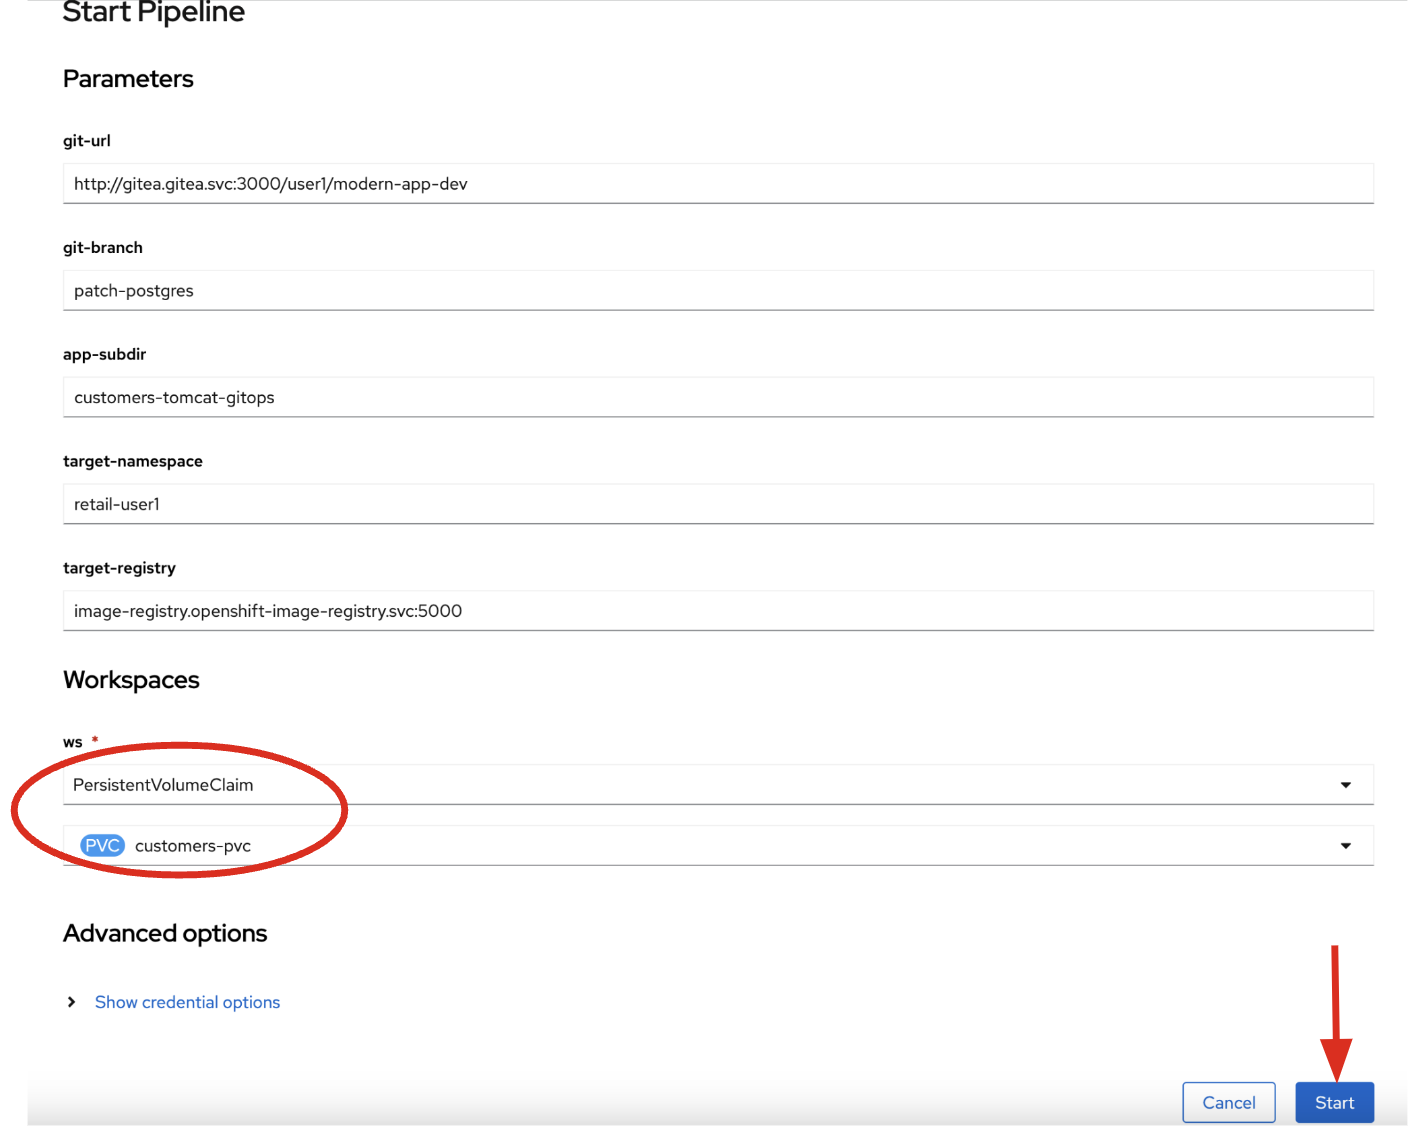 Start Pipeline
Parameters
git-url
http://gitea.gitea.svc:3000/user1/modern-app-dev
git-branch
patch-postgres
app-subdir
customers-tomcat-gitops
target-namespace
retail-user1
target-registry
image-registry.openshift-image-registry.svc:5000
Workspaces
ws *
PersistentVolumeClaim
PVC customers-pvc
Advanced options
Show credential options
Cancel Start